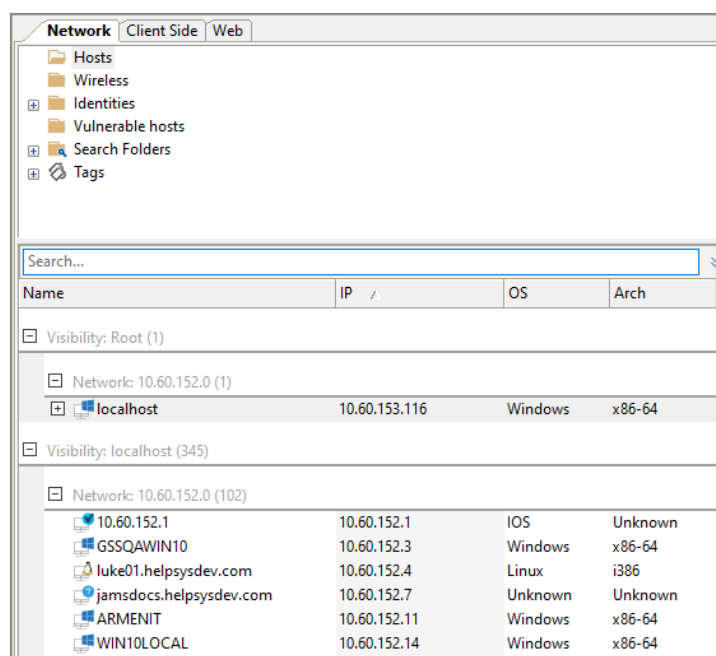 Network Client Side Web
Hosts
Wireless
Identities
Vulnerable hosts
Search Folders
Tags
Search...
Name IP OS Arch
Visibility: Root (1)
Network: 10.60.152.0 (1)
localhost 10.60.153.116 Windows x86-64
Visibility: localhost (345)
Network: 10.60.152.0 (102)
10.60.152.1 10.60.152.1 IOS Unknown
GSSQAWIN10 10.60.152.3 Windows x86-64
luke01.helpsysdev.com 10.60.152.4 Linux i386
jamsdocs.helpsysdev.com 10.60.152.7 Unknown Unknown
ARMENIT 10.60.152.11 Windows x86-64
WIN10LOCAL 10.60.152.14 Windows x86-64